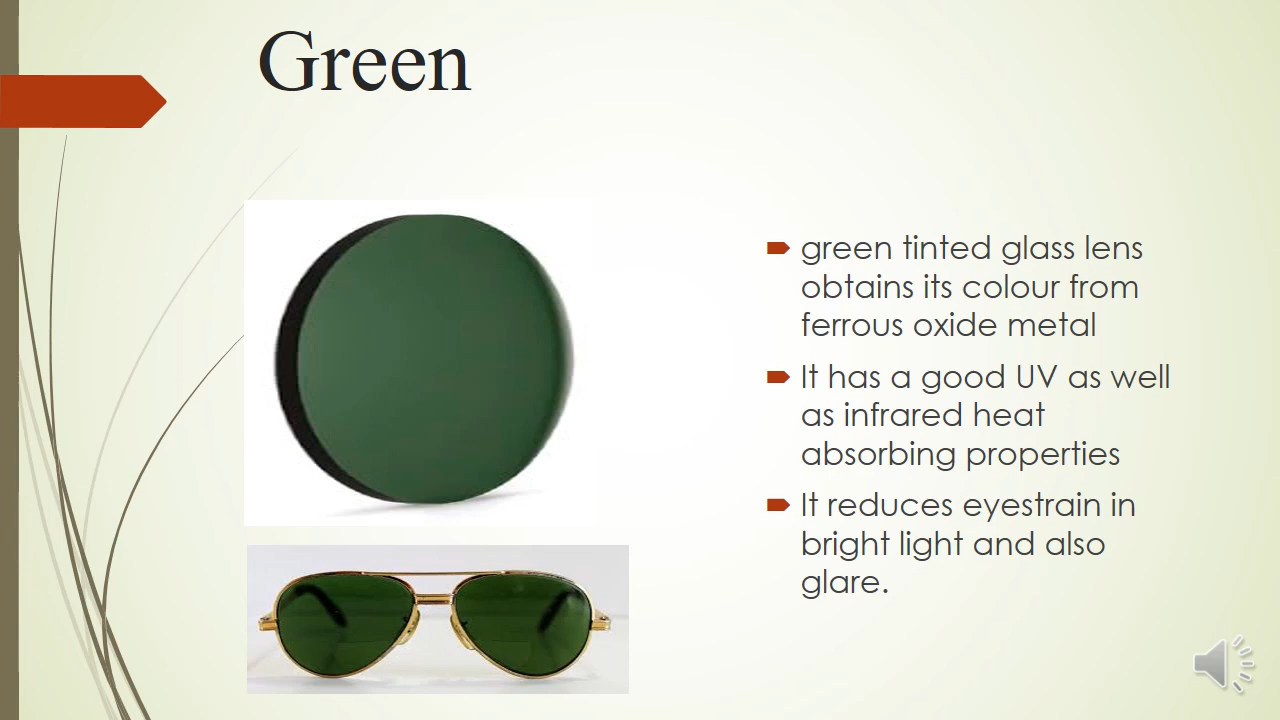 Green
green tinted glass lens
obtains its colour from
ferrous oxide metal
It has a good UV as well
as infrared heat
absorbing properties
It reduces eyestrain in
bright light and also
glare.